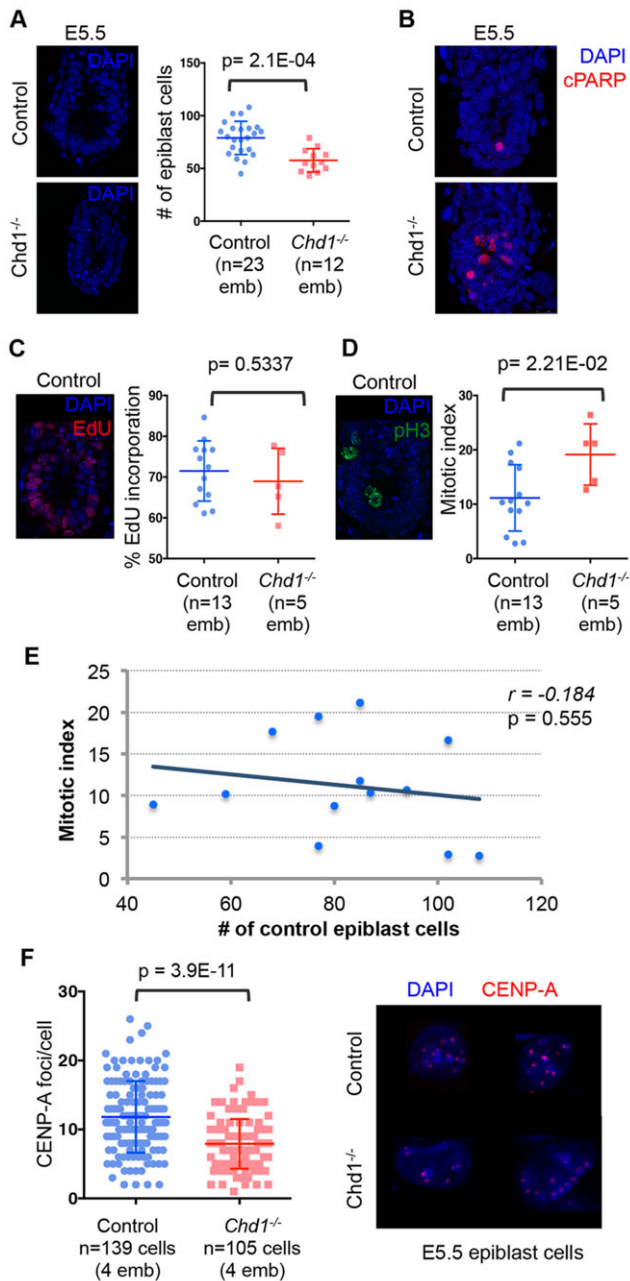 A
E5.5
DAPI
Control
DAPI
Chd1-/-
p= 2.1E-04
# of epiblast cells
150
100
50
0
Control
(n=23
emb)
Chd1-/-
(n=12
emb)
B
E5.5
DAPI
cPARP
Control
Chd1-/-
C
Control
DAPI
EdU
p= 0.5337
% EdU incorporation
90
80
70
60
50
Control
(n=13
emb)
Chd1-/-
(n=5
emb)
D
Control
DAPI
pH3
p= 2.21E-02
Mitotic index
30
20
10
0
Control
(n=13
emb)
Chd1-/-
(n=5
emb)
E
25
20
15
10
5
0
Mitotic index
r = -0.184
p = 0.555
40
60
80
100
120
# of control epiblast cells
F
p = 3.9E-11
CENP-A foci/cell
30
20
10
0
Control
n=139 cells
(4 emb)
Chd1-/-
n=105 cells
(4 emb)
DAPI
CENP-A
Control
Chd1-/-
E5.5 epiblast cells